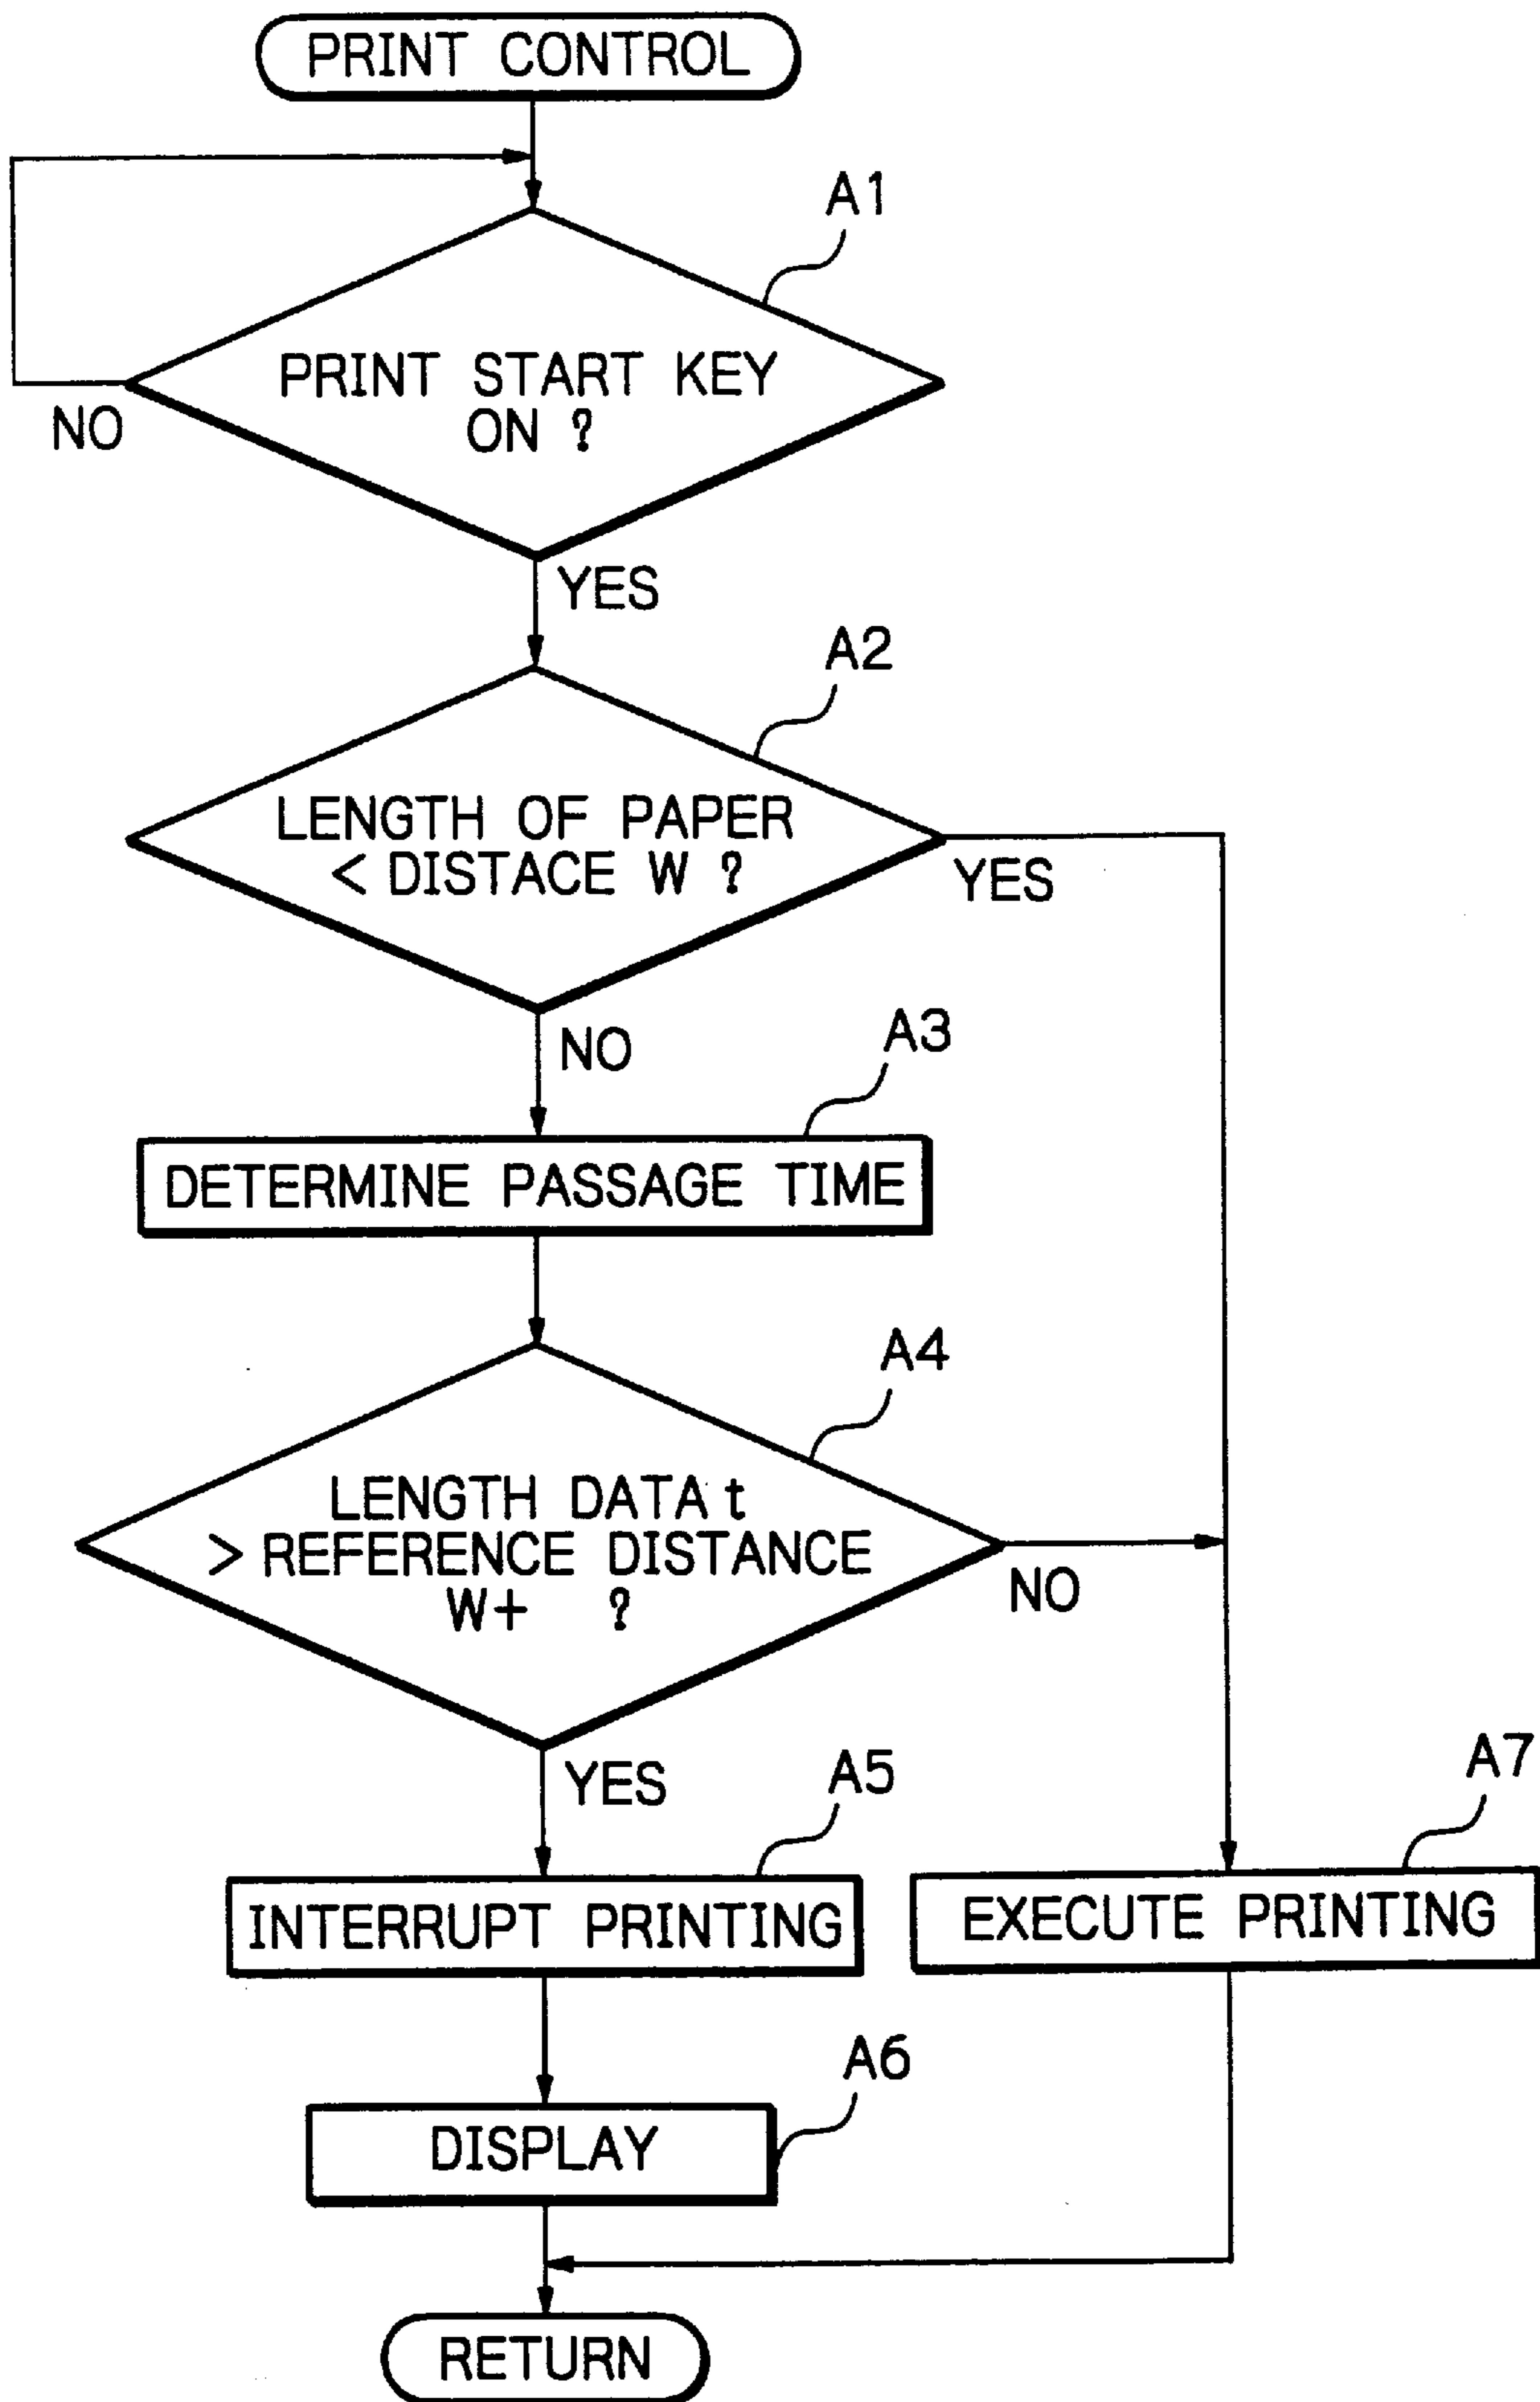 PRINT CONTROL
A1
PRINT START KEY
ON ?
NO
YES
A2
LENGTH OF PAPER
< DISTACE W ?
YES
NO
A3
DETERMINE PASSAGE TIME
A4
LENGTH DATA t
> REFERENCE DISTANCE
W+ ?
NO
YES
A5
INTERRUPT PRINTING
A7
EXECUTE PRINTING
A6
DISPLAY
RETURN